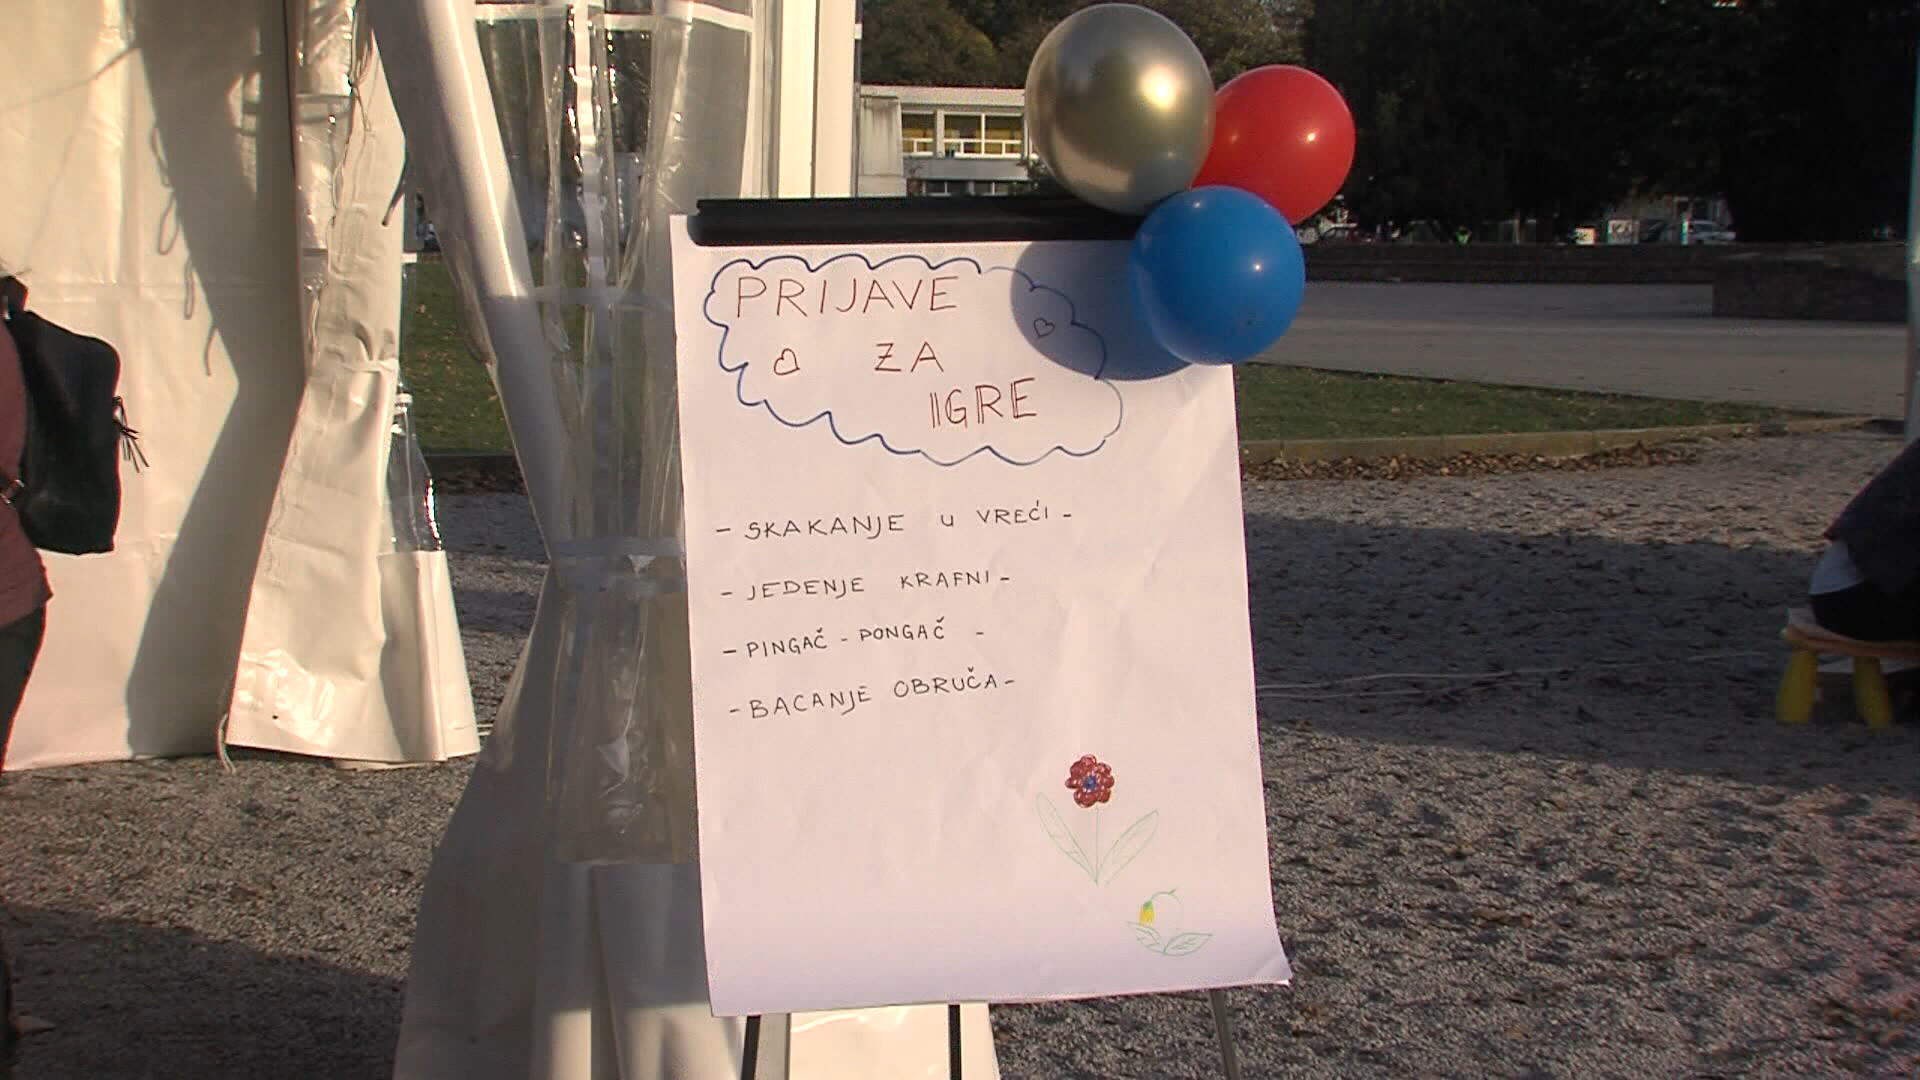 PRIJAVE
ZA
IGRE
- SKAKANJE U VREĆI -
- JEDENJE KRAFNI -
- PINGAČ - PONGAČ -
- BACANJE OBRUČA -